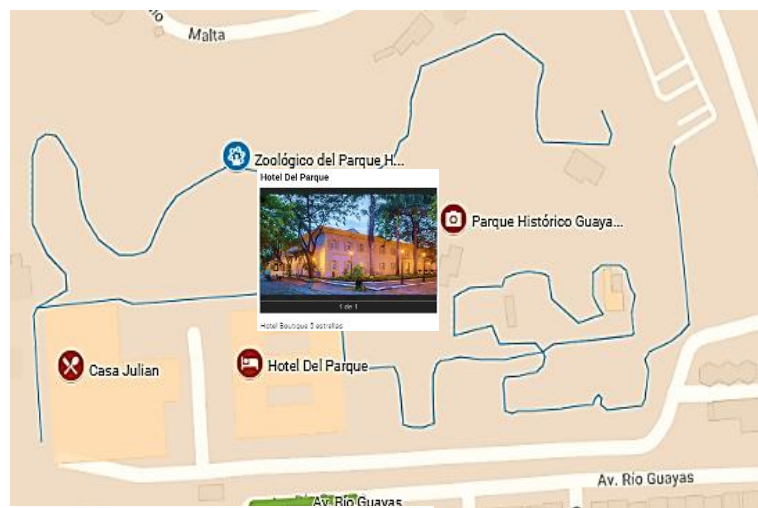 Malta
Zoológico del Parque H...
Hotel Del Parque
Parque Histórico Guaya...
1 de 1
Hotel Boutique 5 estrellas
Casa Julian
Hotel Del Parque
Av. Río Guayas
Av. Río Guayas